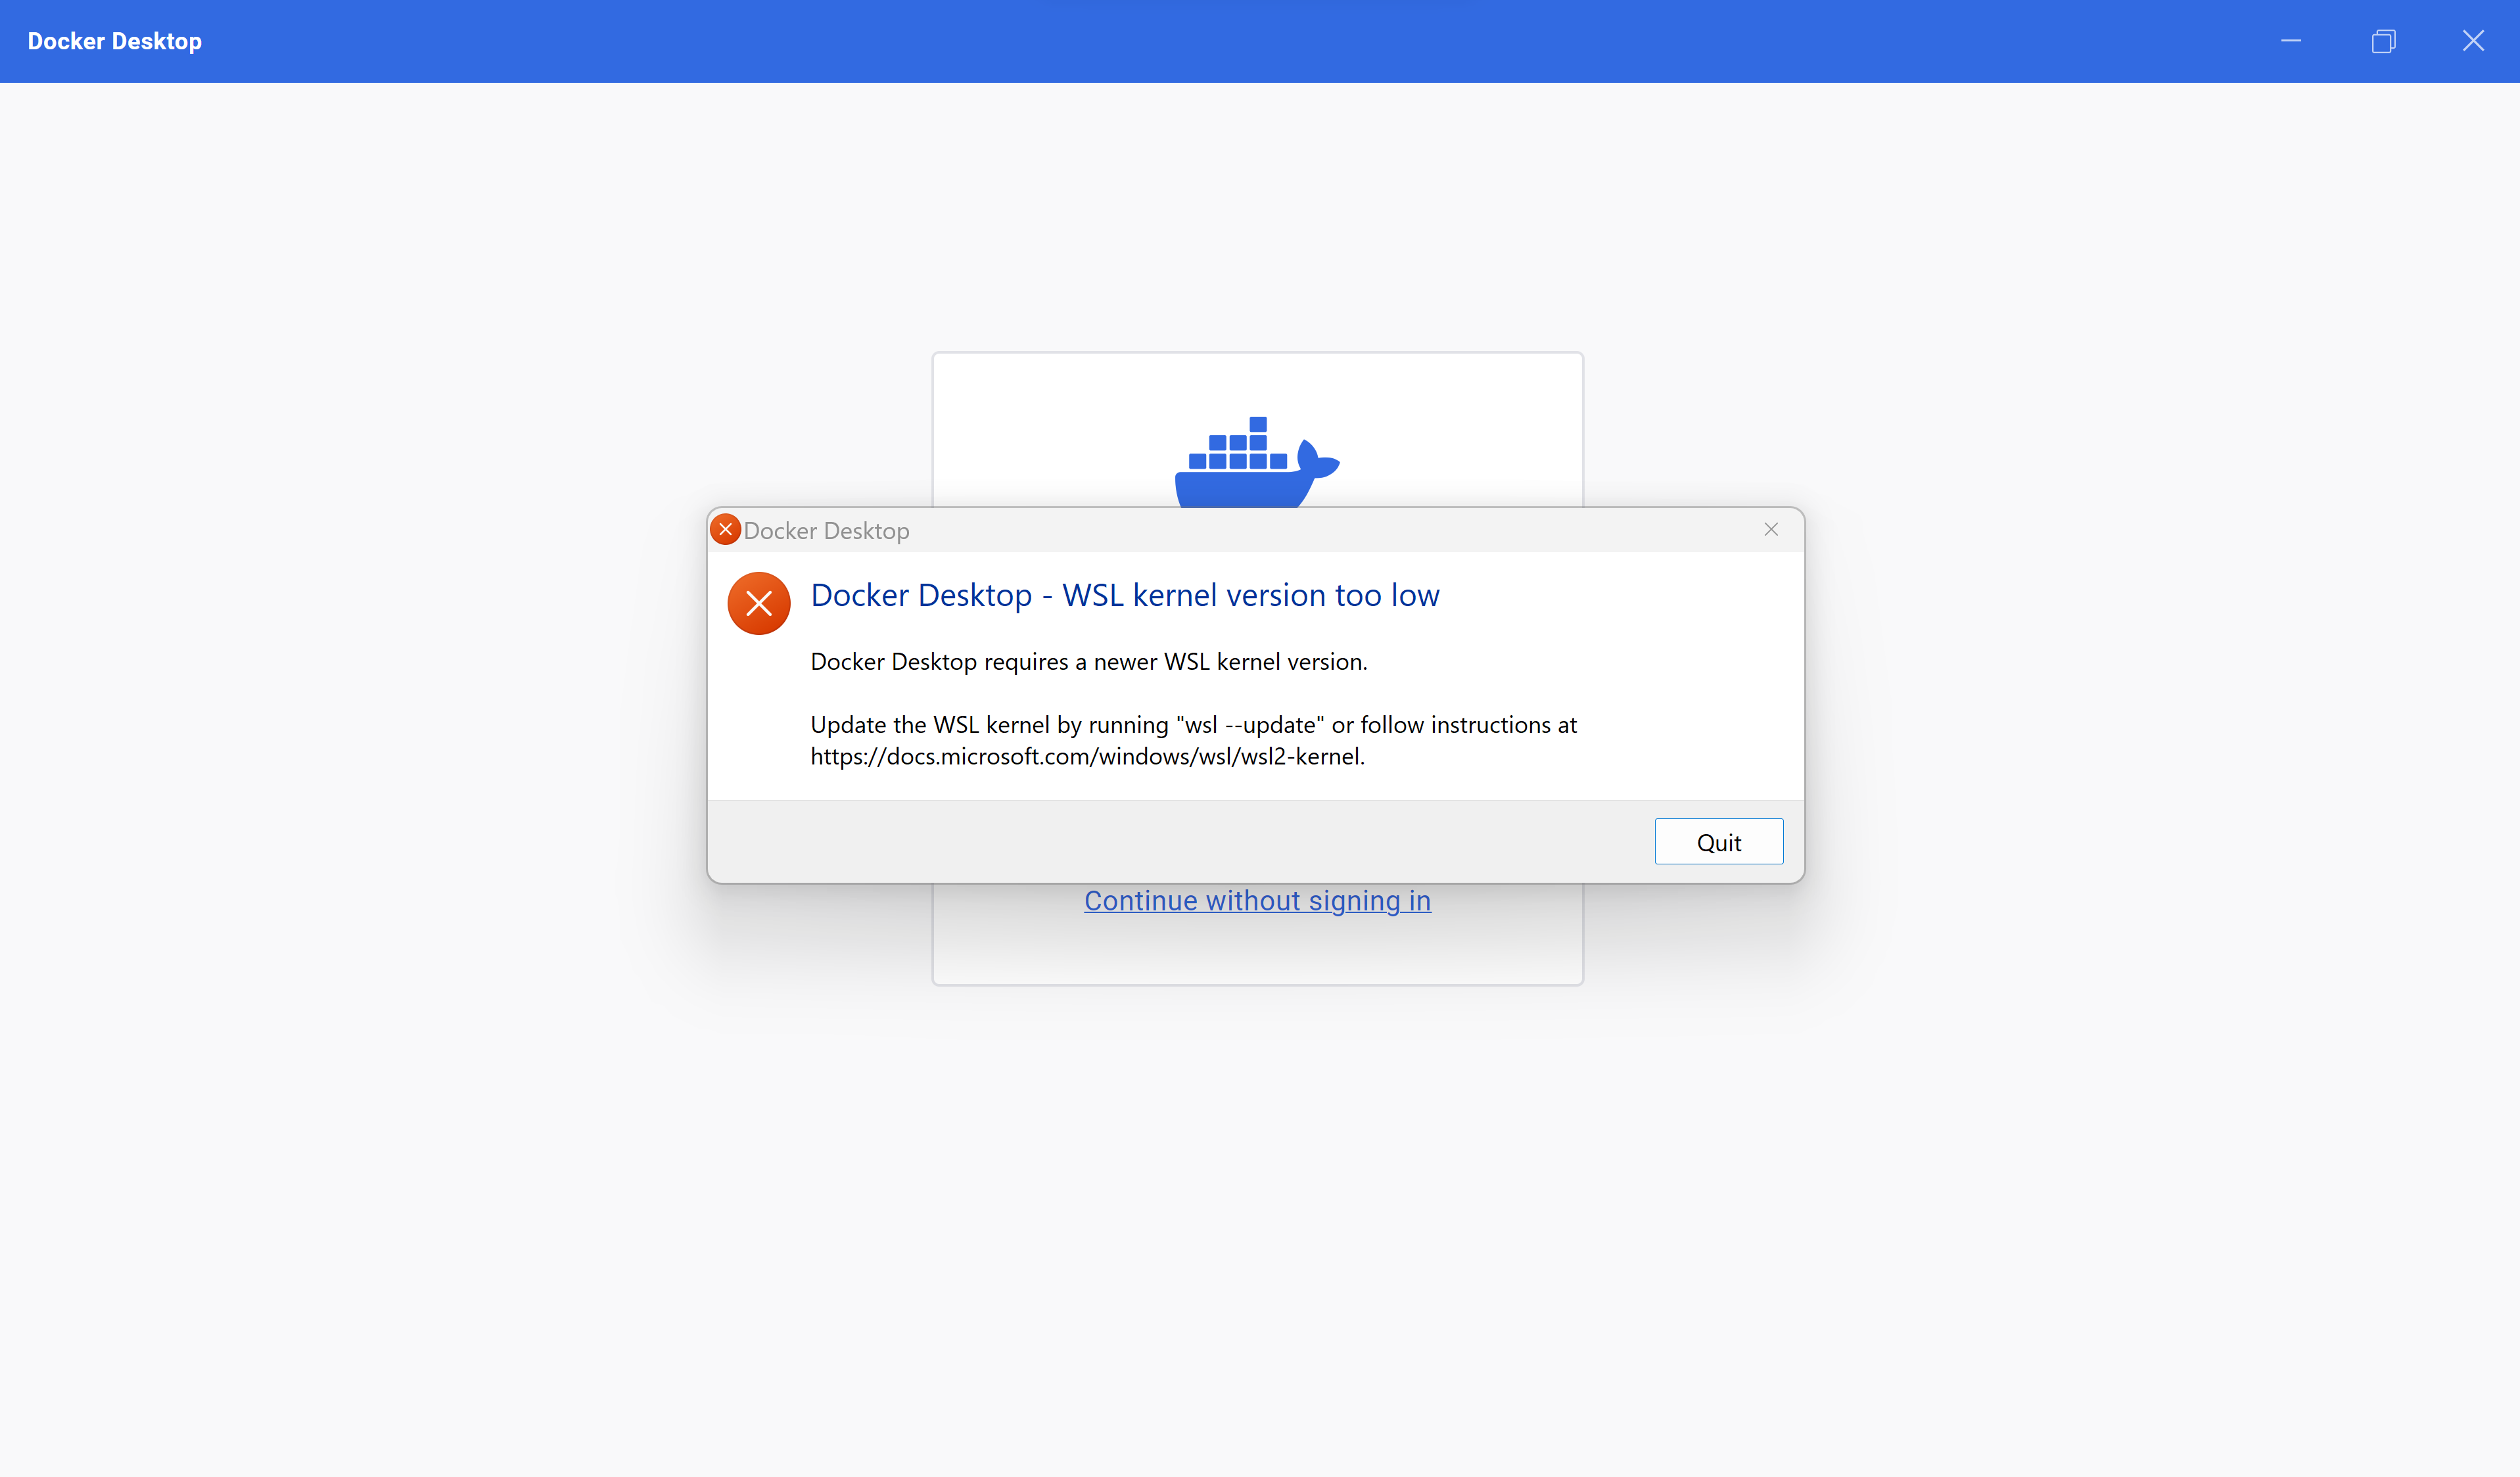 Docker Desktop
Docker Desktop
Docker Desktop - WSL kernel version too low
Docker Desktop requires a newer WSL kernel version.
Update the WSL kernel by running "wsl --update" or follow instructions at
https://docs.microsoft.com/windows/wsl/wsl2-kernel.
Quit
Continue without signing in